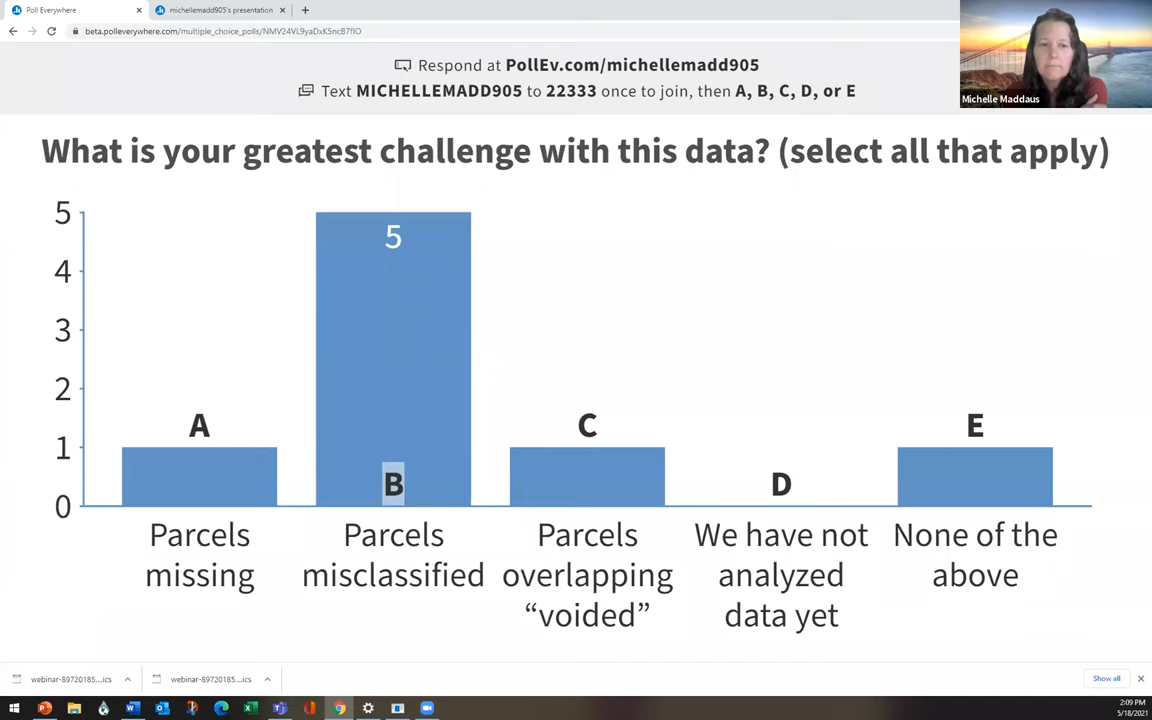 Poll Everywhere
michellemadd905's presentation
beta.polleverywhere.com/multiple_choice_polls/NMV24VL9yaDxK5ncB7flO
Respond at PollEv.com/michellemadd905
Text MICHELLEMADD905 to 22333 once to join, then A, B, C, D, or E
Michelle Maddaus
What is your greatest challenge with this data? (select all that apply)
5
4
3
2
1
0
5
A
B
C
D
E
Parcels
missing
Parcels
misclassified
Parcels
overlapping
“voided”
We have not
analyzed
data yet
None of the
above
webinar-89720185....ics
webinar-89720185....ics
Show all
2:09 PM
5/18/2021